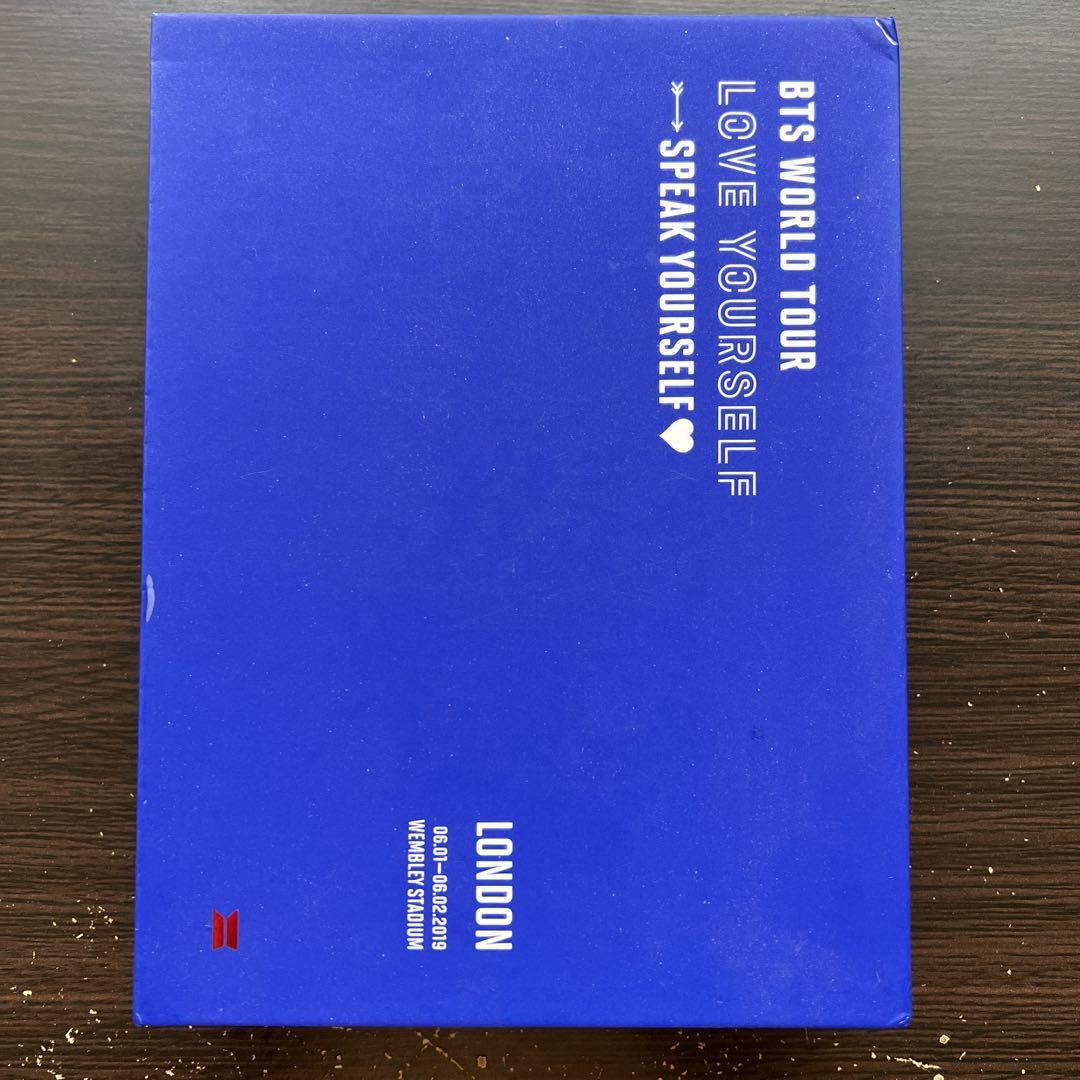 BTS WORLD TOUR
LOVE YOURSELF
SPEAK YOURSELF
LONDON
06.01–06.02.2019
WEMBLEY STADIUM